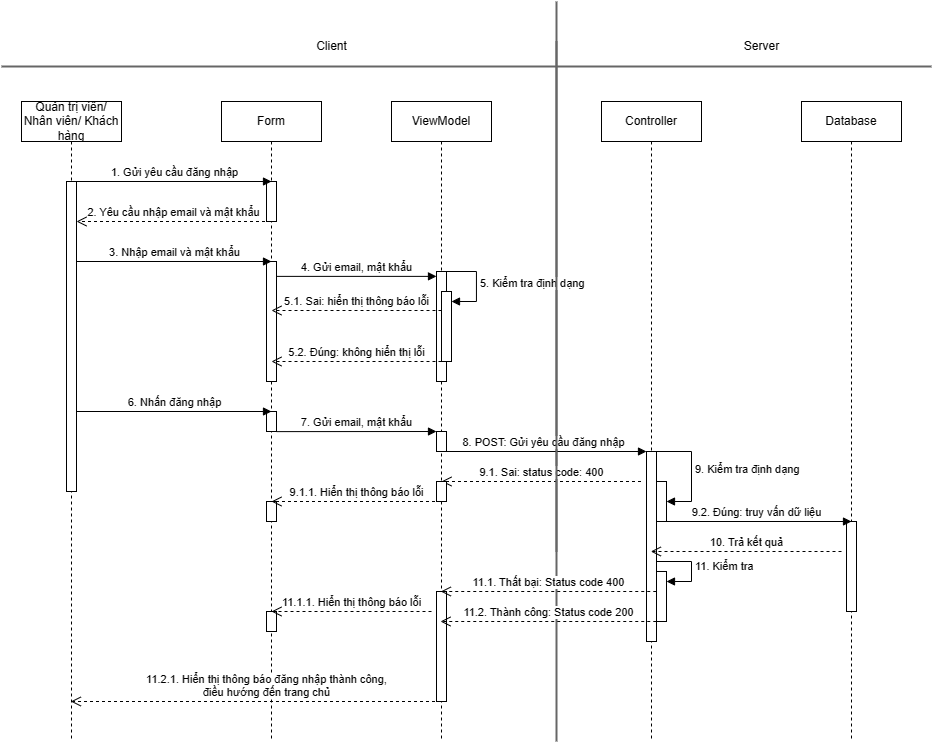 Client
Server
Quản trị viên/
Nhân viên/ Khách
hàng
Form
ViewModel
Controller
Database
1. Gửi yêu cầu đăng nhập
2. Yêu cầu nhập email và mật khẩu
3. Nhập email và mật khẩu
4. Gửi email, mật khẩu
5. Kiểm tra định dạng
5.1. Sai: hiển thị thông báo lỗi
5.2. Đúng: không hiển thị lỗi
6. Nhấn đăng nhập
7. Gửi email, mật khẩu
8. POST: Gửi yêu cầu đăng nhập
9. Kiểm tra định dạng
9.1. Sai: status code: 400
9.1.1. Hiển thị thông báo lỗi
9.2. Đúng: truy vấn dữ liệu
10. Trả kết quả
11. Kiểm tra
11.1. Thất bại: Status code 400
11.1.1. Hiển thị thông báo lỗi
11.2. Thành công: Status code 200
11.2.1. Hiển thị thông báo đăng nhập thành công,
điều hướng đến trang chủ